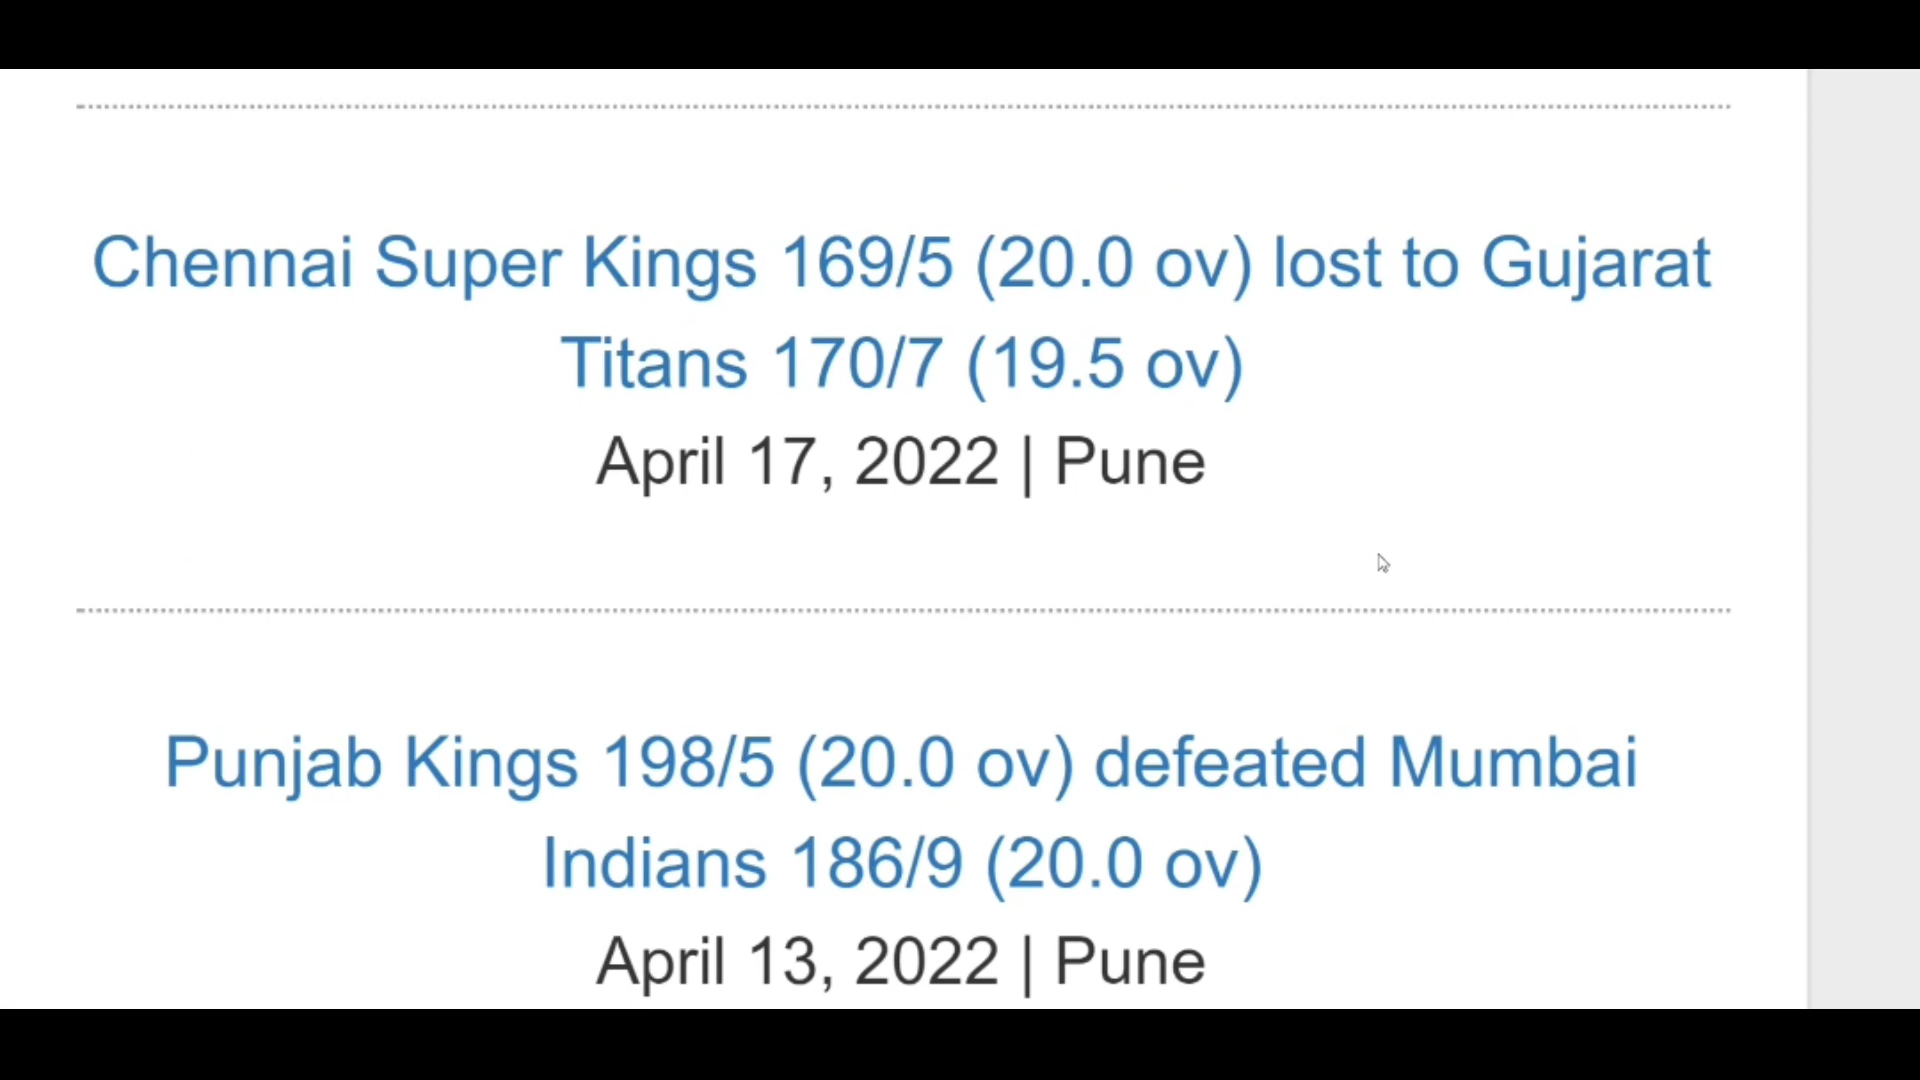 Chennai Super Kings 169/5 (20.0 ov) lost to Gujarat
Titans 170/7 (19.5 ov)
April 17, 2022 | Pune
Punjab Kings 198/5 (20.0 ov) defeated Mumbai
Indians 186/9 (20.0 ov)
April 13, 2022 | Pune